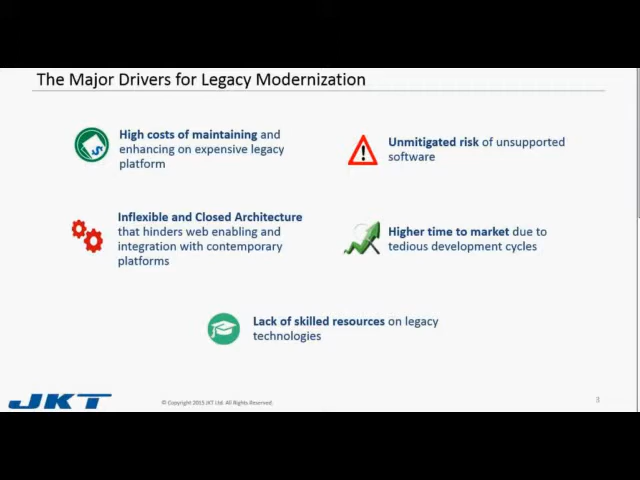 The Major Drivers for Legacy Modernization
High costs of maintaining and
enhancing on expensive legacy
platform
Unmitigated risk of unsupported
software
Inflexible and Closed Architecture
that hinders web enabling and
integration with contemporary
platforms
Higher time to market due to
tedious development cycles
Lack of skilled resources on legacy
technologies
JKT
© Copyright 2015 JKT Ltd. All Rights Reserved.
3